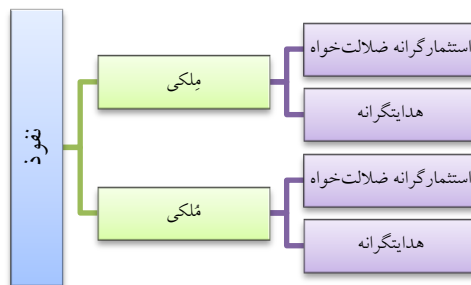 نفوذ
مِلکی
استثمارگرانه ضلالت‌خواه
هدایتگرانه
مُلکی
استثمارگرانه ضلالت‌خواه
هدایتگرانه